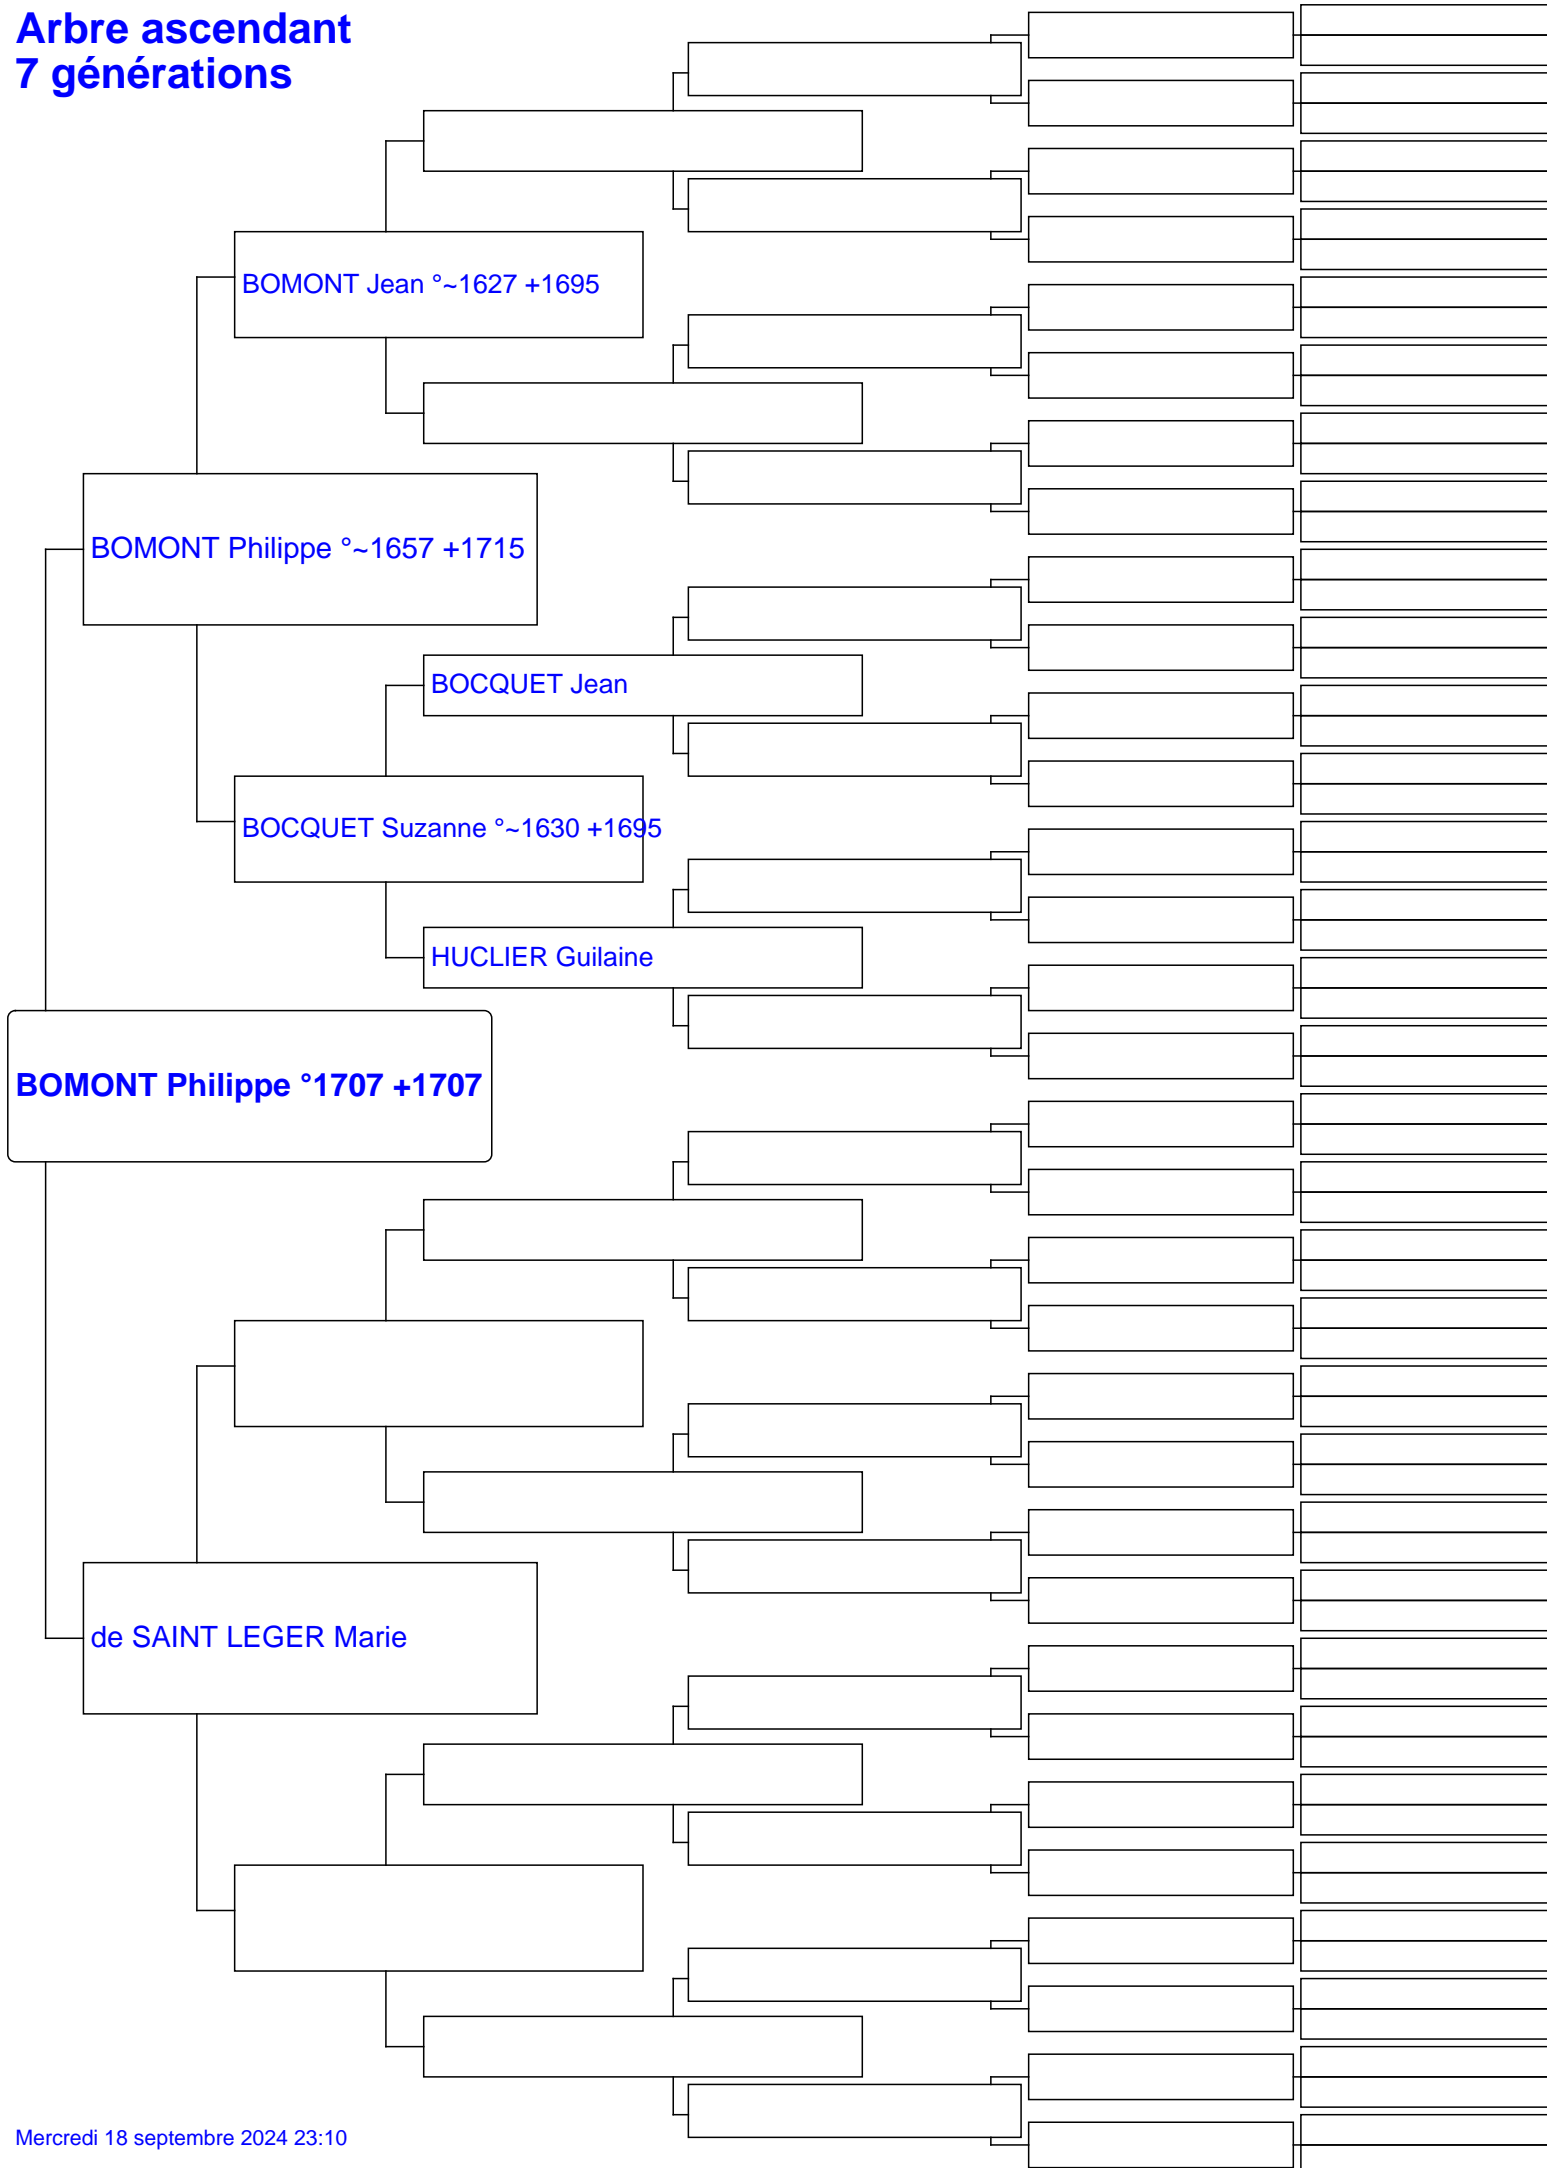 Arbre ascendant
7 générations
BOMONT Jean °~1627 +1695
BOMONT Philippe °~1657 +1715
BOCQUET Jean
BOCQUET Suzanne °~1630 +1695
HUCLIER Guilaine
BOMONT Philippe °1707 +1707
de SAINT LEGER Marie
Mercredi 18 septembre 2024 23:10